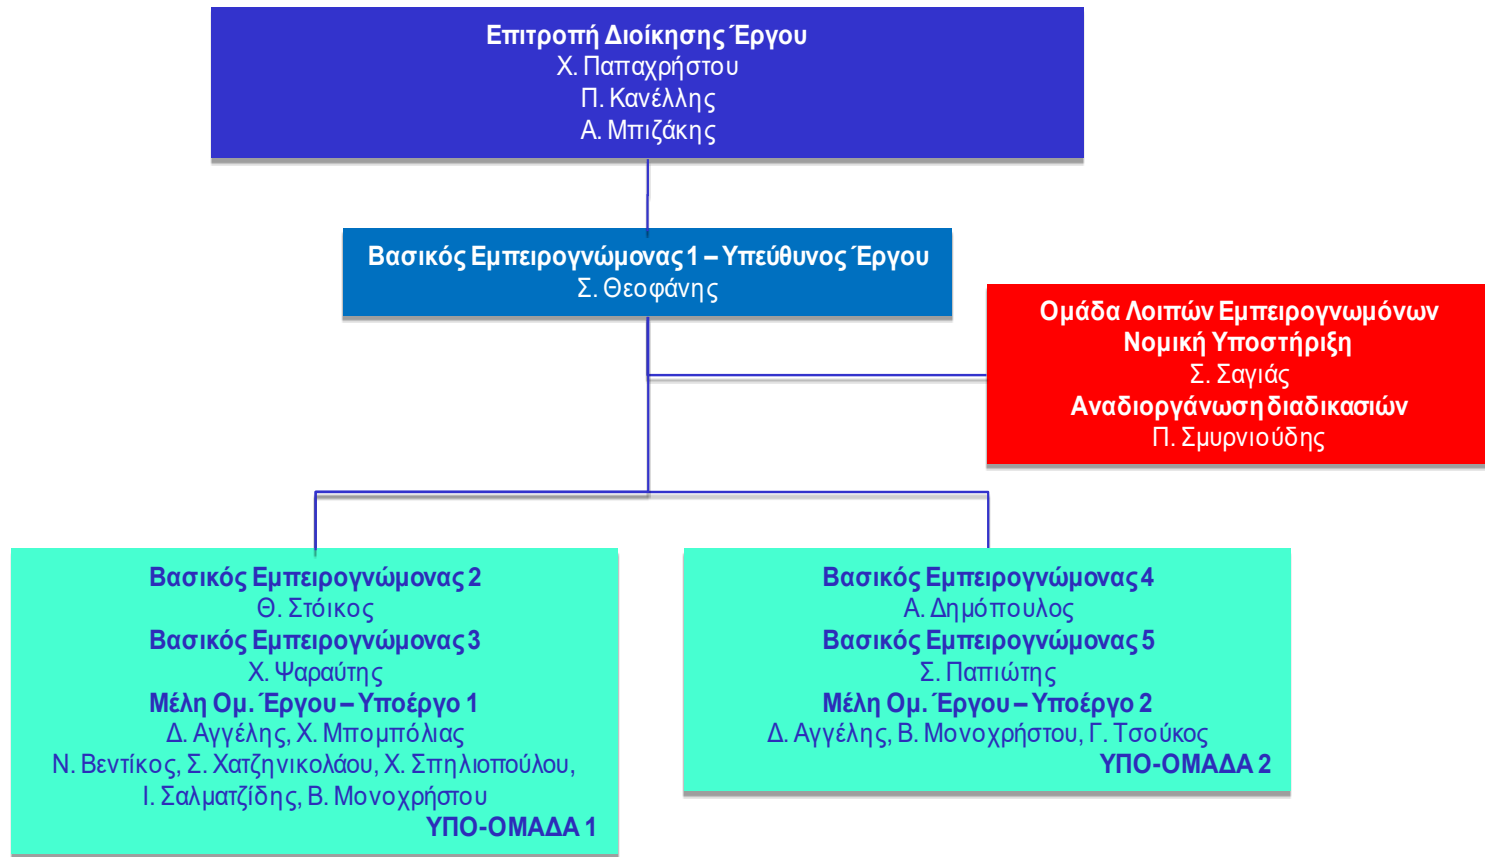 Επιτροπή Διοίκησης Έργου
Χ. Παπαχρήστου
Π. Κανέλλης
Α. Μπιζάκης
Βασικός Εμπειρογνώμονας 1 – Υπεύθυνος Έργου
Σ. Θεοφάνης
Ομάδα Λοιπών Εμπειρογνωμόνων
Νομική Υποστήριξη
Σ. Σαγιάς
Αναδιοργάνωση διαδικασιών
Π. Σμυρνιούδης
Βασικός Εμπειρογνώμονας 2
Θ. Στόικος
Βασικός Εμπειρογνώμονας 3
Χ. Ψαραύτης
Μέλη Ομ. Έργου – Υποέργο 1
Δ. Αγγέλης, Χ. Μπομπόλιας
Ν. Βεντίκος, Σ. Χατζηνικολάου, Χ. Σπηλιοπούλου,
Ι. Σαλματζίδης, Β. Μονοχρήστου
ΥΠΟ-ΟΜΑΔΑ 1
Βασικός Εμπειρογνώμονας 4
Α. Δημόπουλος
Βασικός Εμπειρογνώμονας 5
Σ. Παπιώτης
Μέλη Ομ. Έργου – Υποέργο 2
Δ. Αγγέλης, Β. Μονοχρήστου, Γ. Τσούκος
ΥΠΟ-ΟΜΑΔΑ 2